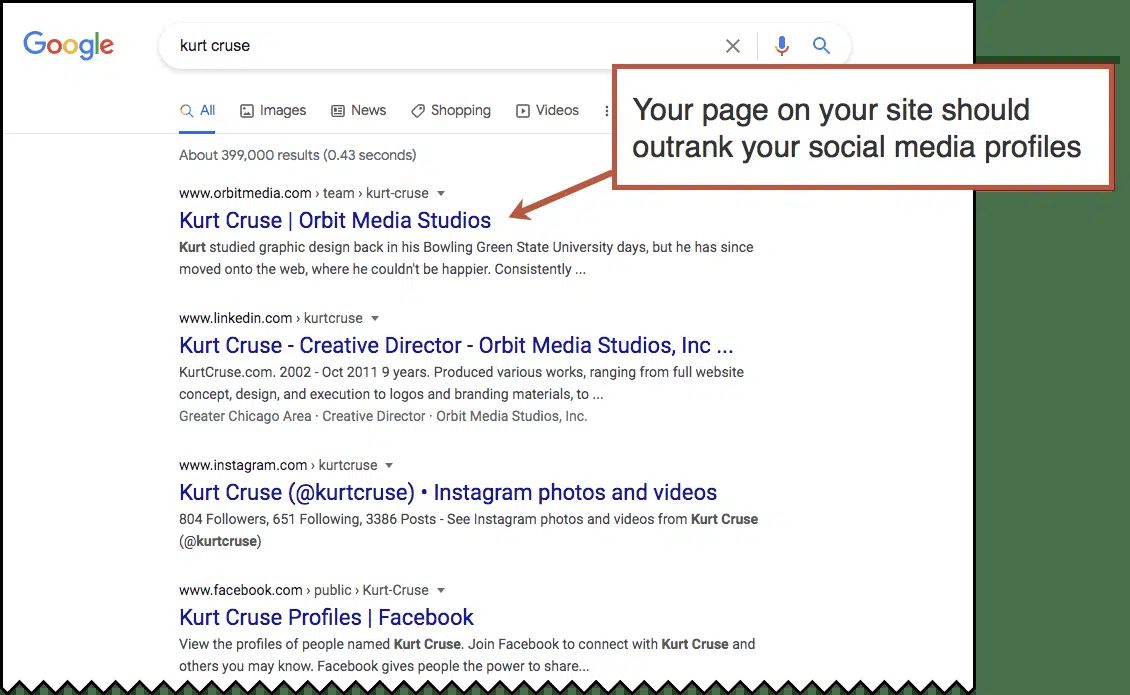 Google
kurt cruse
All Images News Shopping Videos
Your page on your site should
outrank your social media profiles
About 399,000 results (0.43 seconds)
www.orbitmedia.com › team › kurt-cruse
Kurt Cruse | Orbit Media Studios
Kurt studied graphic design back in his Bowling Green State University days, but he has since
moved onto the web, where he couldn't be happier. Consistently ...
www.linkedin.com › kurtcruse
Kurt Cruse - Creative Director - Orbit Media Studios, Inc ...
KurtCruse.com. 2002 - Oct 2011 9 years. Produced various works, ranging from full website
concept, design, and execution to logos and branding materials, to ...
Greater Chicago Area · Creative Director · Orbit Media Studios, Inc.
www.instagram.com › kurtcruse
Kurt Cruse (@kurtcruse) • Instagram photos and videos
804 Followers, 651 Following, 3386 Posts - See Instagram photos and videos from Kurt Cruse
(@kurtcruse)
www.facebook.com › public › Kurt-Cruse
Kurt Cruse Profiles | Facebook
View the profiles of people named Kurt Cruse. Join Facebook to connect with Kurt Cruse and
others you may know. Facebook gives people the power to share...